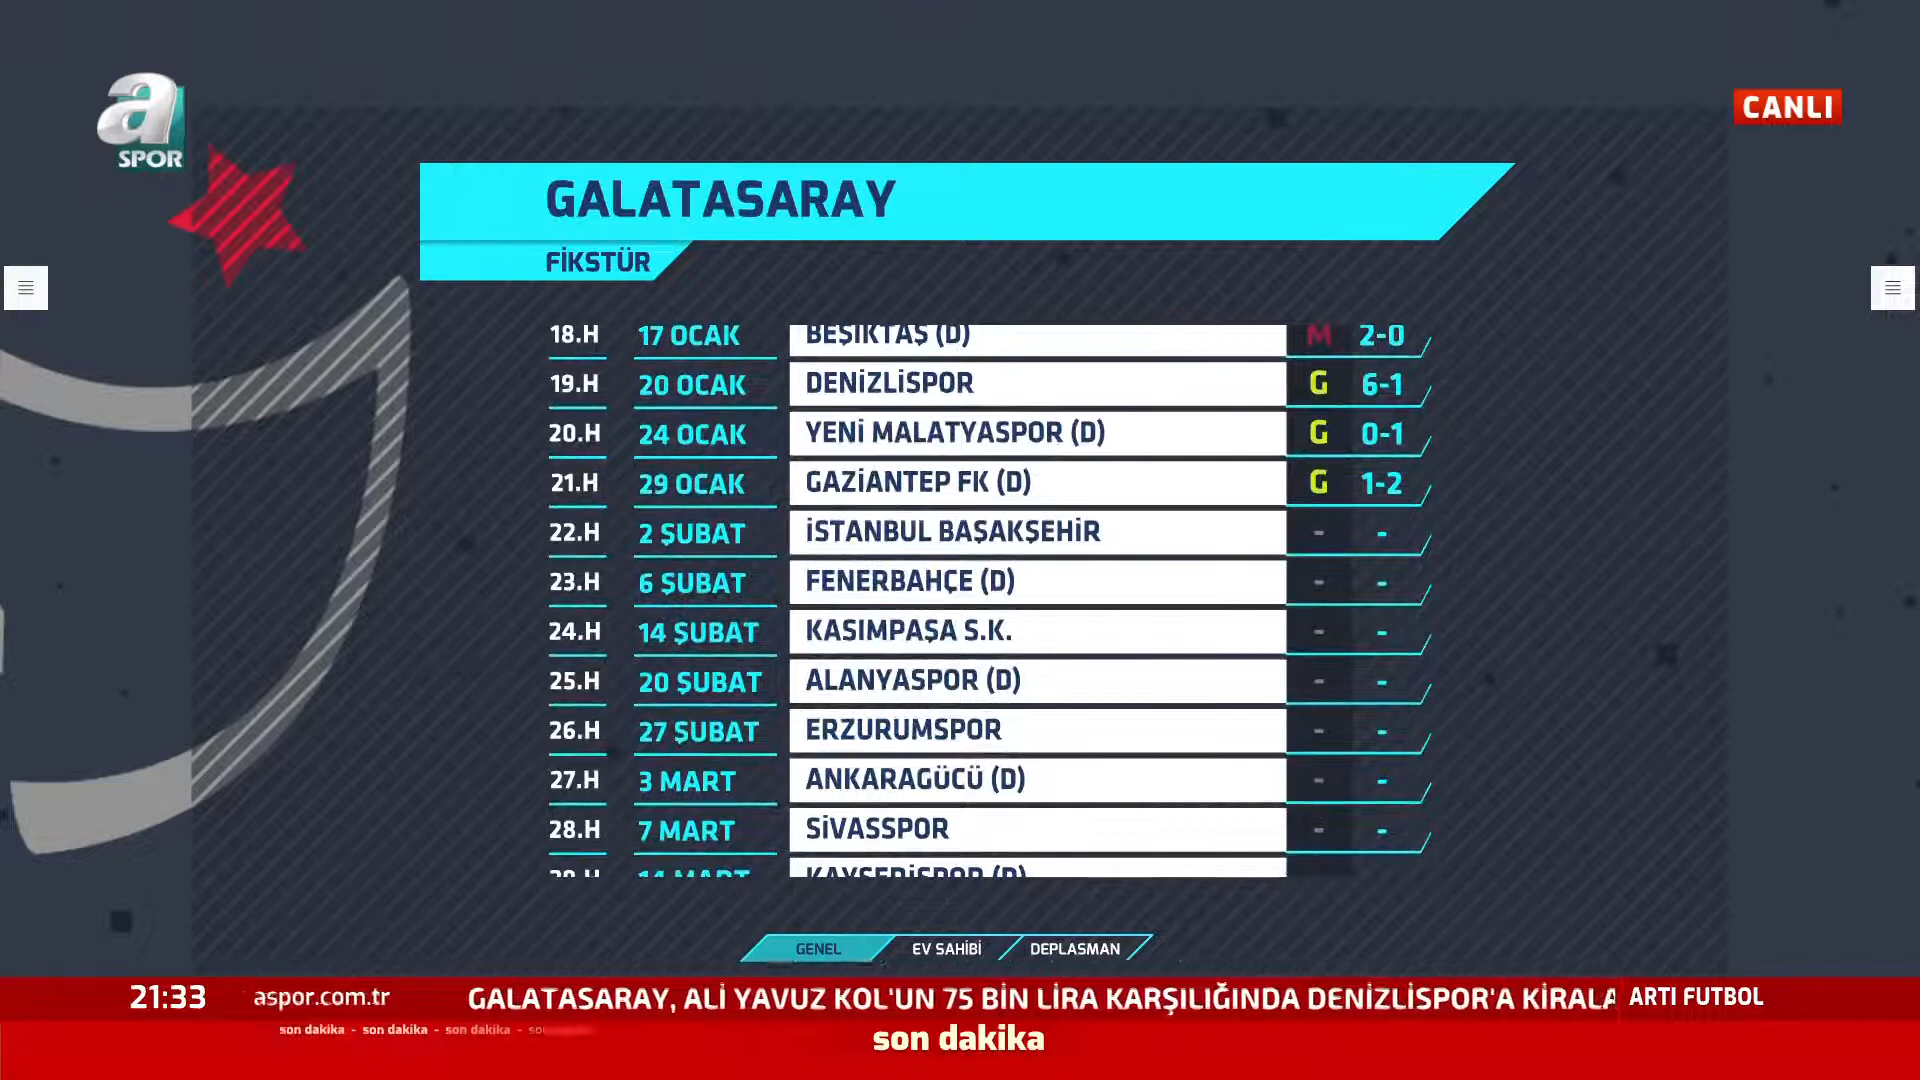 a
SPOR
CANLI
GALATASARAY
FİKSTÜR
18.H 17 OCAK BEŞİKTAŞ (D) M 2-0
19.H 20 OCAK DENİZLİSPOR G 6-1
20.H 24 OCAK YENİ MALATYASPOR (D) G 0-1
21.H 29 OCAK GAZİANTEP FK (D) G 1-2
22.H 2 ŞUBAT İSTANBUL BAŞAKŞEHİR - -
23.H 6 ŞUBAT FENERBAHÇE (D) - -
24.H 14 ŞUBAT KASIMPAŞA S.K. - -
25.H 20 ŞUBAT ALANYASPOR (D) - -
26.H 27 ŞUBAT ERZURUMSPOR - -
27.H 3 MART ANKARAGÜCÜ (D) - -
28.H 7 MART SİVASSPOR - -
14 MART KAYSERİSPOR (D)
GENEL EV SAHİBİ DEPLASMAN
21:33 aspor.com.tr GALATASARAY, ALİ YAVUZ KOL'UN 75 BİN LİRA KARŞILIĞINDA DENİZLİSPOR'A KİRALA ARTI FUTBOL
son dakika - son dakika - son dakika - so
son dakika